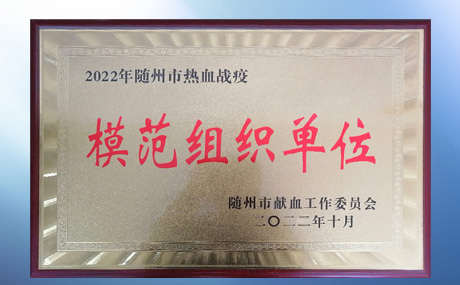 2022年随州市热血战疫
模范组织单位
随州市献血工作委员会
二〇二二年十月